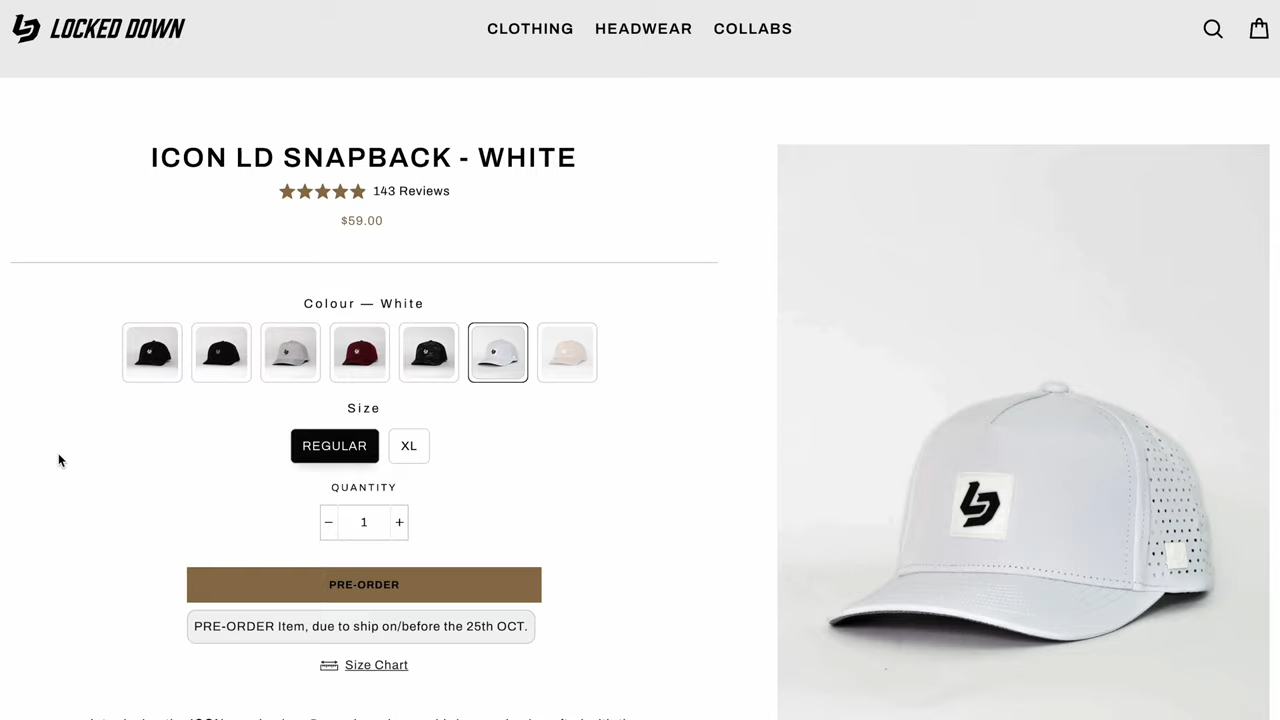 LOCKED DOWN
CLOTHING HEADWEAR COLLABS
ICON LD SNAPBACK - WHITE
143 Reviews
$59.00
Colour — White
Size
REGULAR XL
QUANTITY
− 1 +
PRE-ORDER
PRE-ORDER Item, due to ship on/before the 25th OCT.
Size Chart